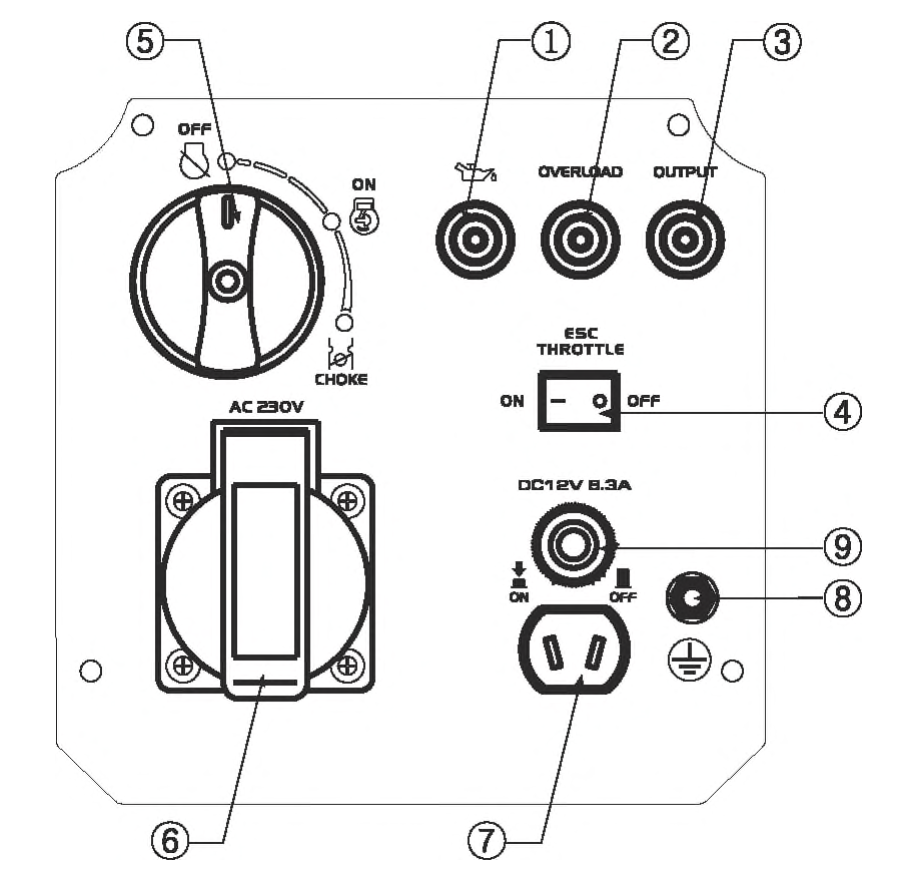 ⑤ ① ② ③
OFF
ON
OVERLOAD OUTPUT
ESC
THROTTLE
CHOKE
ON OFF
④
AC 230V
DC12V 8.3A
⑨
ON OFF
⑧
⑥ ⑦